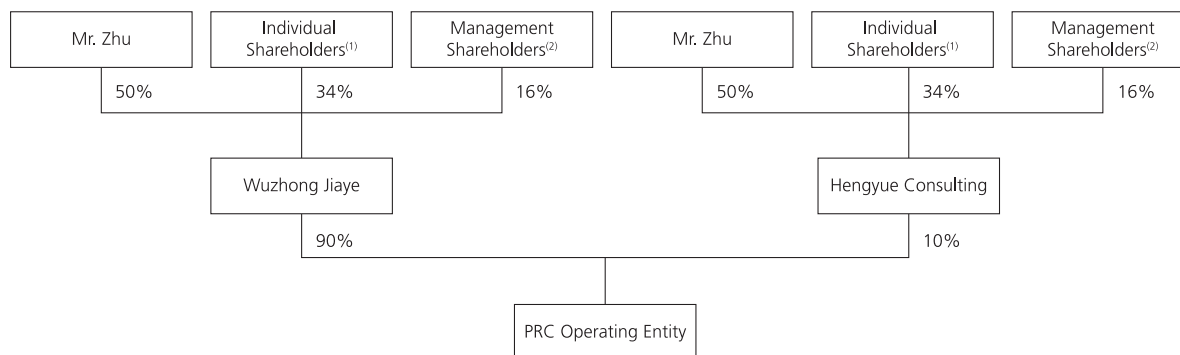 Mr. Zhu
Individual
Shareholders(1)
Management
Shareholders(2)
Mr. Zhu
Individual
Shareholders(1)
Management
Shareholders(2)
50%
34%
16%
50%
34%
16%
Wuzhong Jiaye
Hengyue Consulting
90%
10%
PRC Operating Entity